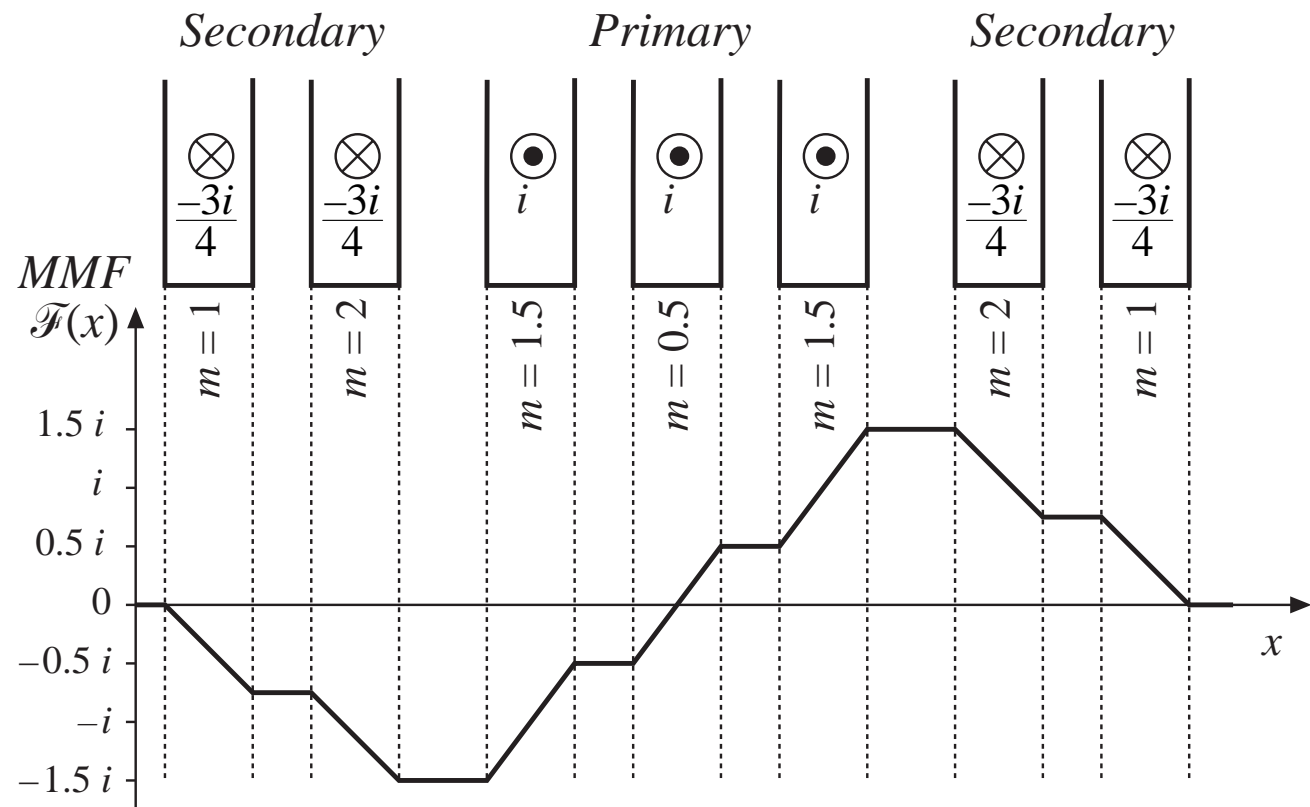 Secondary Primary Secondary
–3i/4 –3i/4 i i i –3i/4 –3i/4
MMF
ℱ(x)
m = 1 m = 2 m = 1.5 m = 0.5 m = 1.5 m = 2 m = 1
1.5 i
i
0.5 i
0
–0.5 i
–i
–1.5 i
x